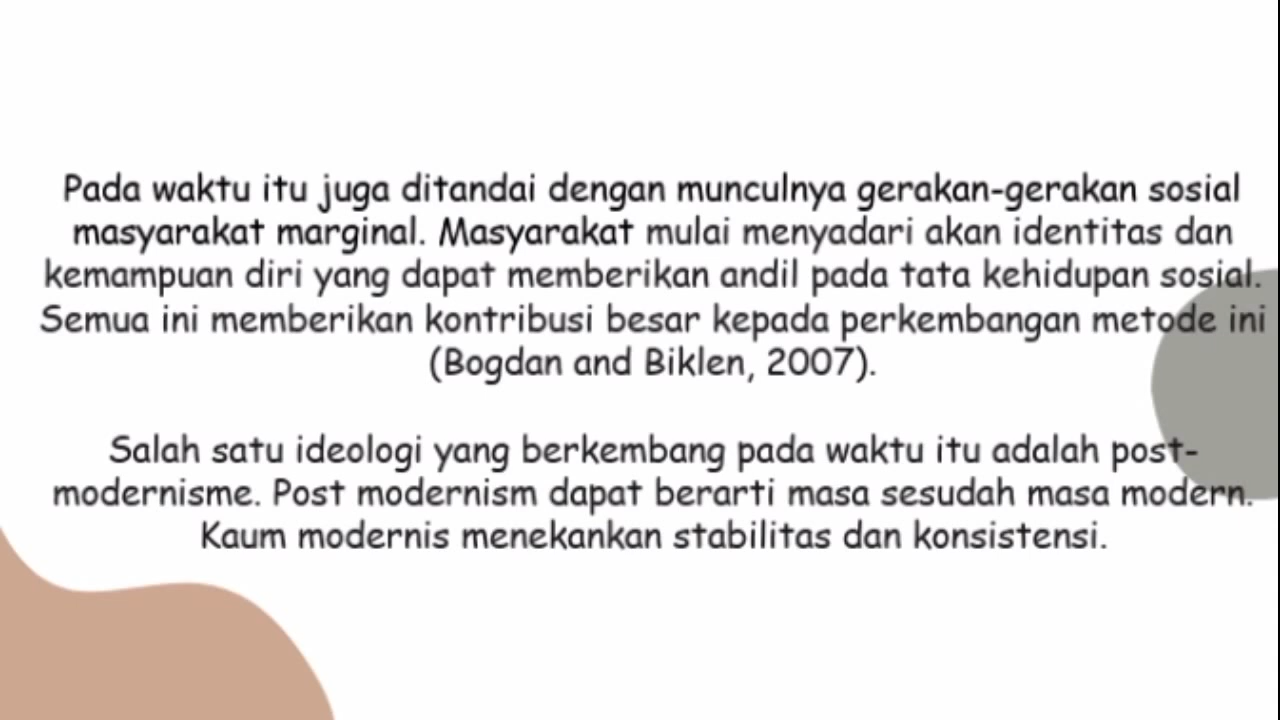 Pada waktu itu juga ditandai dengan munculnya gerakan-gerakan sosial
masyarakat marginal. Masyarakat mulai menyadari akan identitas dan
kemampuan diri yang dapat memberikan andil pada tata kehidupan sosial.
Semua ini memberikan kontribusi besar kepada perkembangan metode ini
(Bogdan and Biklen, 2007).
Salah satu ideologi yang berkembang pada waktu itu adalah post-
modernisme. Post modernism dapat berarti masa sesudah masa modern.
Kaum modernis menekankan stabilitas dan konsistensi.